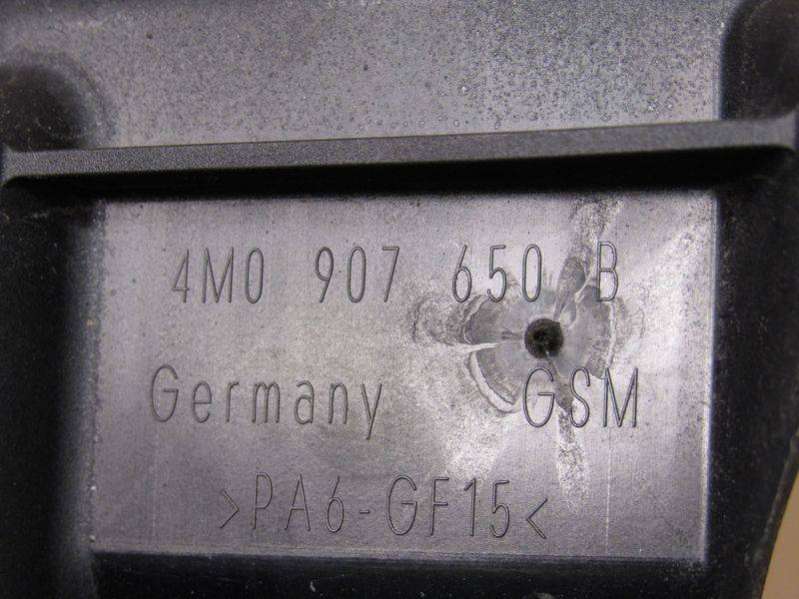 4M0 907 650 B
Germany GSM
>PA6-GF15<